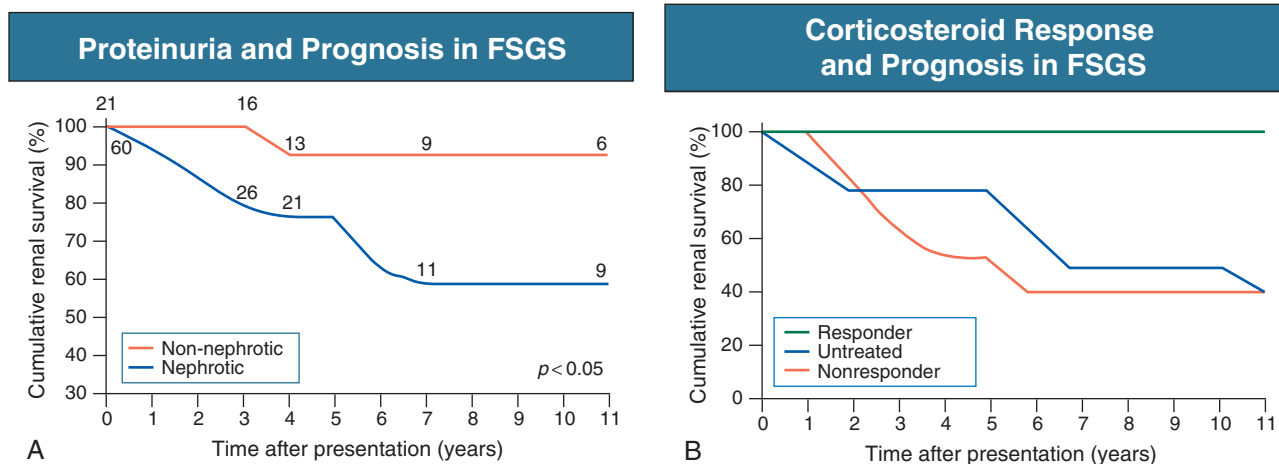 Proteinuria and Prognosis in FSGS
21
16
100
13
9
6
60
90
80
26
21
70
60
11
9
50
40
30
Cumulative renal survival (%)
Non-nephrotic
Nephrotic
p < 0.05
0 1 2 3 4 5 6 7 8 9 10 11
A
Time after presentation (years)
Corticosteroid Response
and Prognosis in FSGS
100
80
60
40
20
0
Cumulative renal survival (%)
Responder
Untreated
Nonresponder
0 1 2 3 4 5 6 7 8 9 10 11
B
Time after presentation (years)